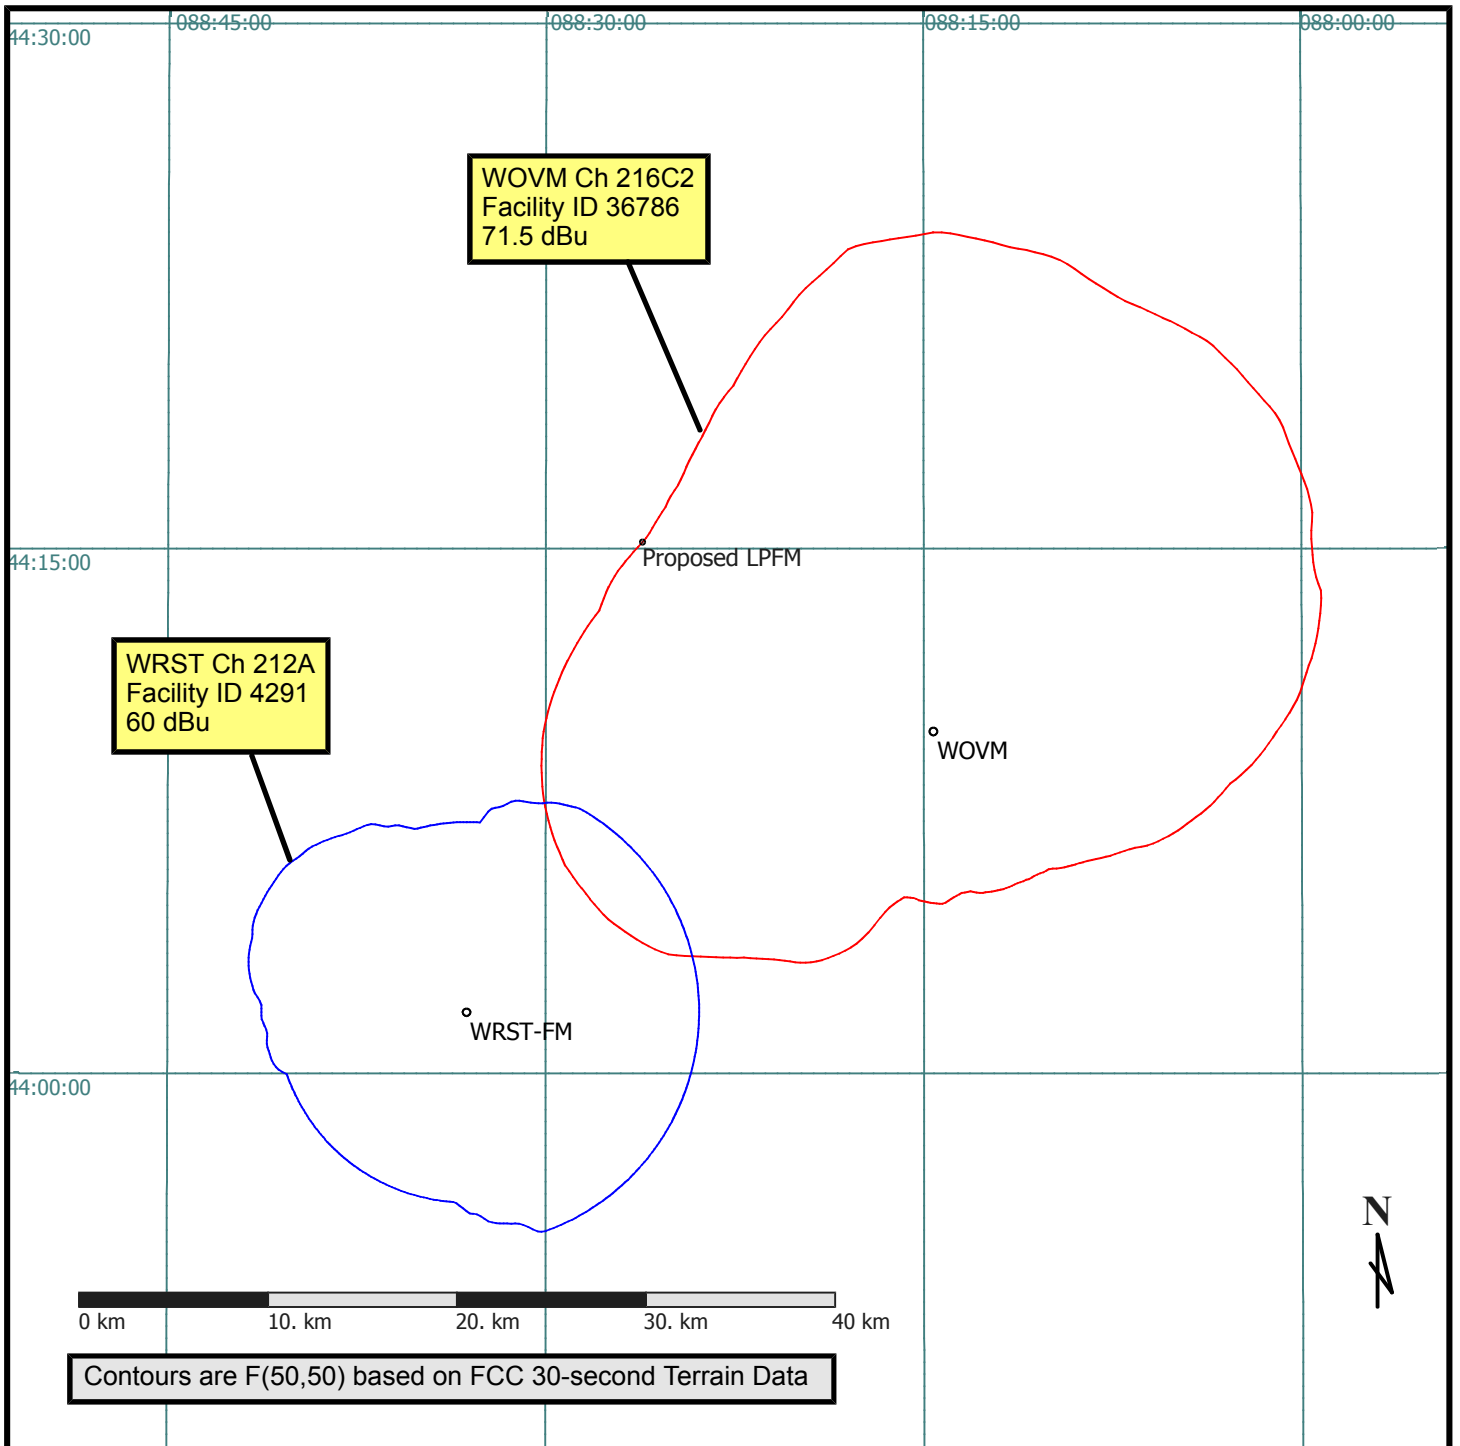 088:45:00
088:30:00
088:15:00
088:00:00
44:30:00
WOVM Ch 216C2
Facility ID 36786
71.5 dBu
44:15:00
Proposed LPFM
WRST Ch 212A
Facility ID 4291
60 dBu
WOVM
WRST-FM
44:00:00
N
0 km
10. km
20. km
30. km
40 km
Contours are F(50,50) based on FCC 30-second Terrain Data